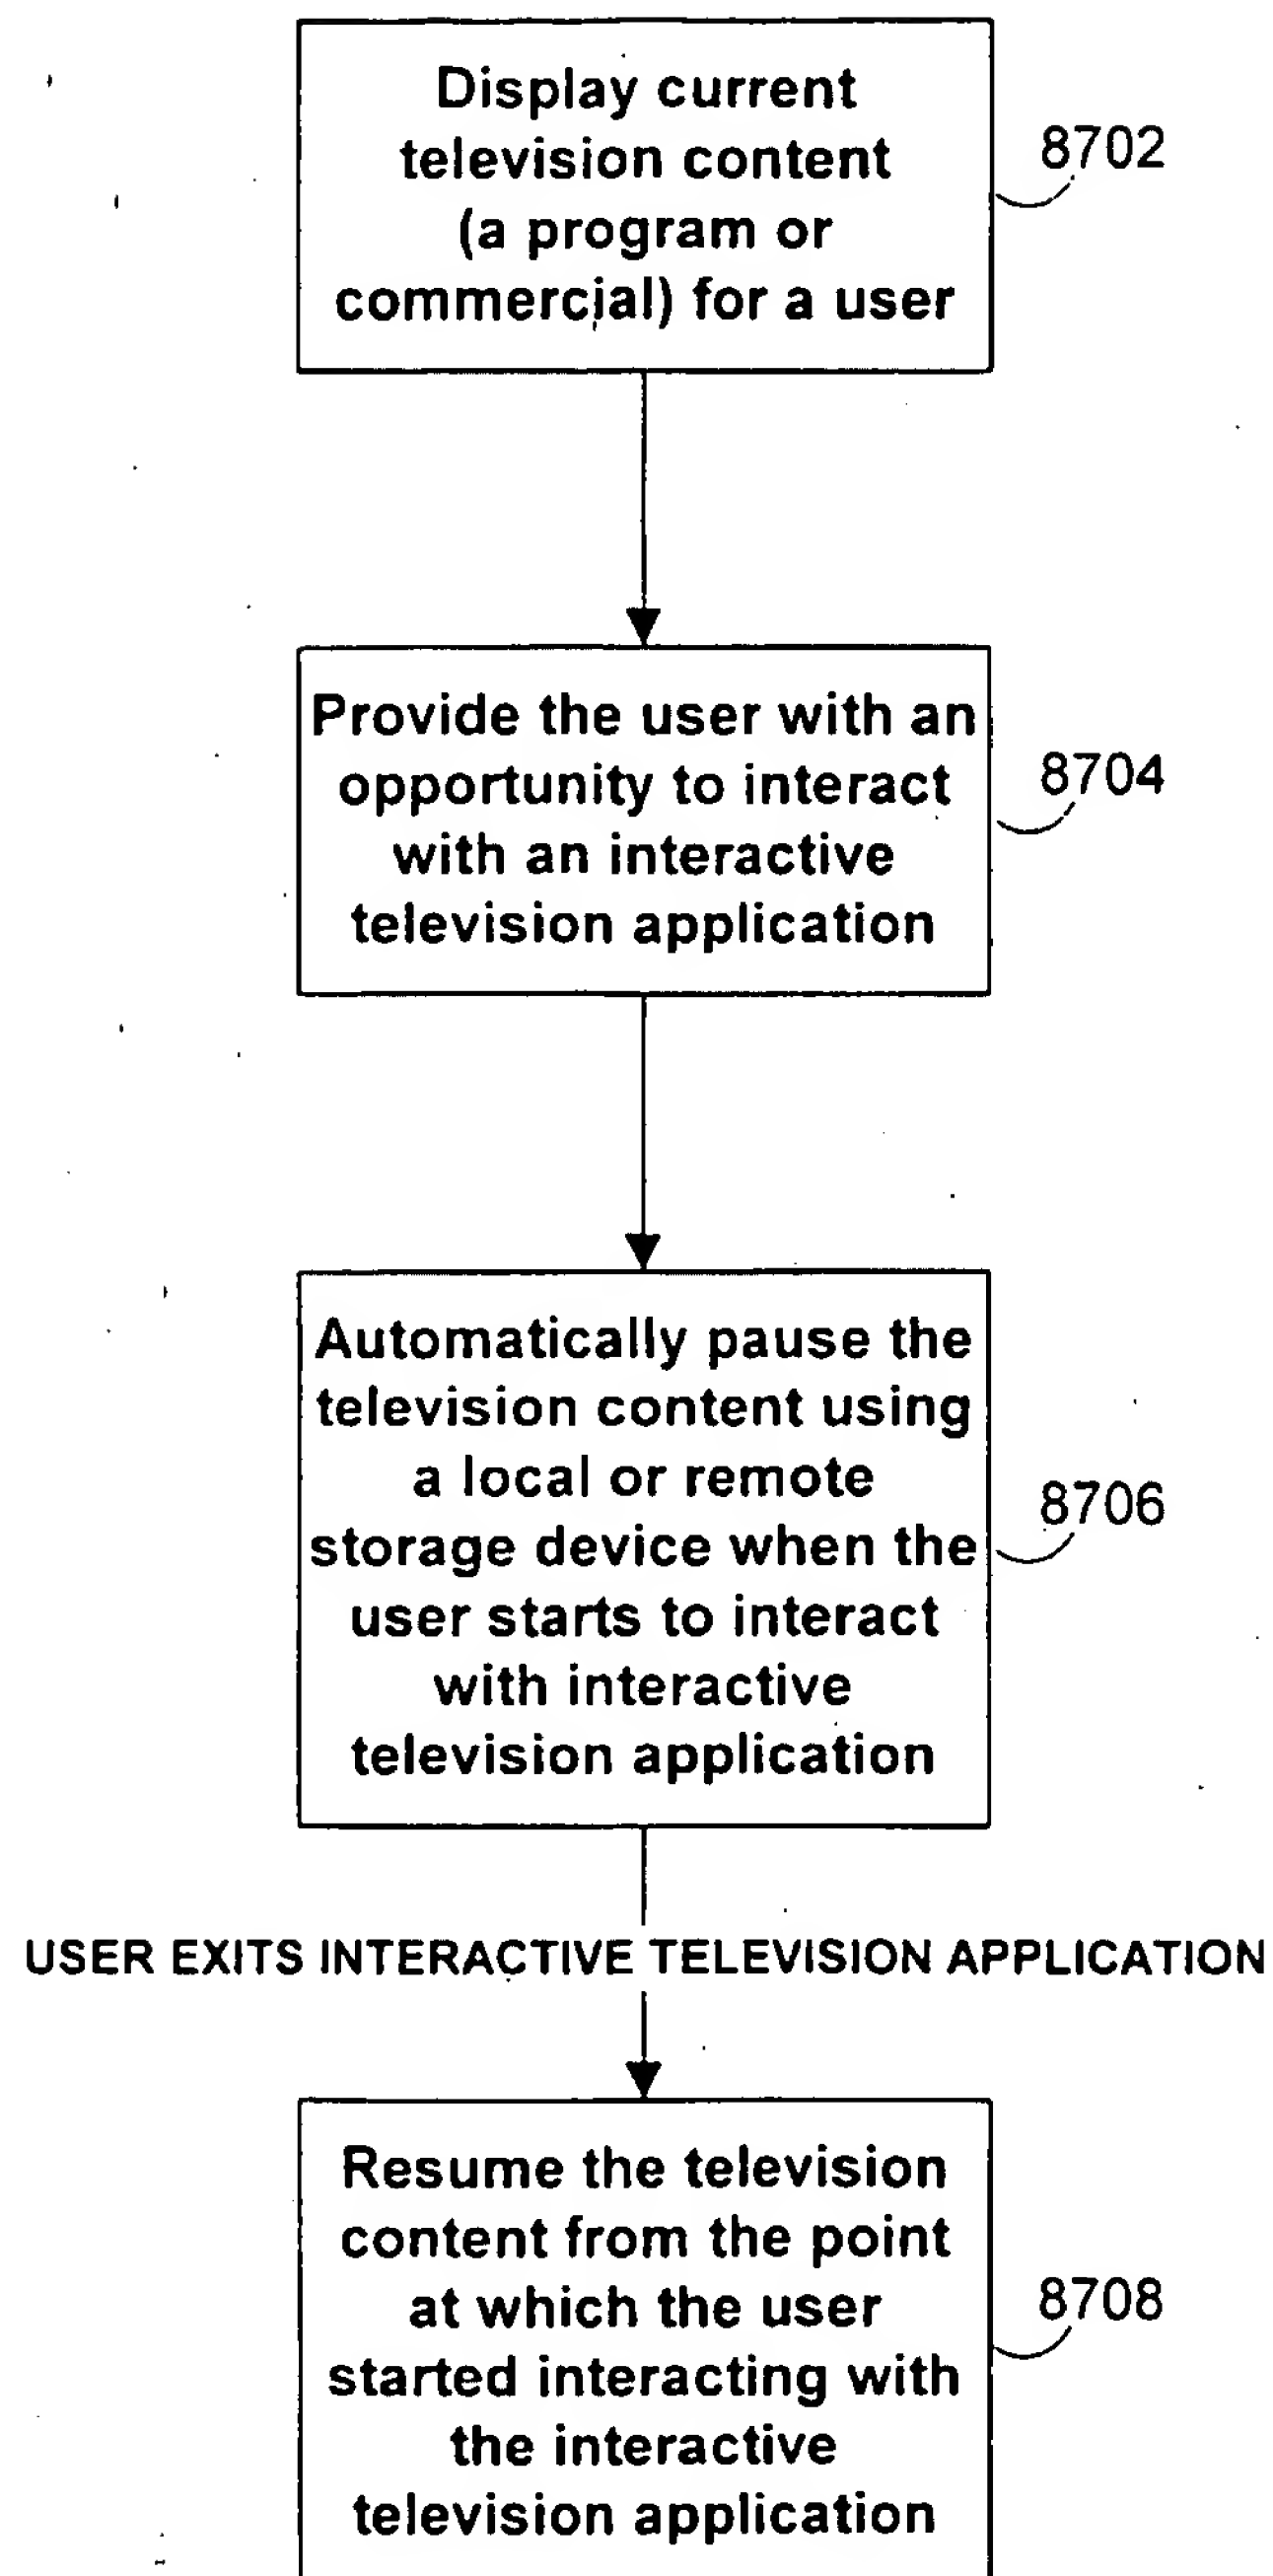 Display current
television content
(a program or
commercial) for a user
8702
Provide the user with an
opportunity to interact
with an interactive
television application
8704
Automatically pause the
television content using
a local or remote
storage device when the
user starts to interact
with interactive
television application
8706
USER EXITS INTERACTIVE TELEVISION APPLICATION
Resume the television
content from the point
at which the user
started interacting with
the interactive
television application
8708